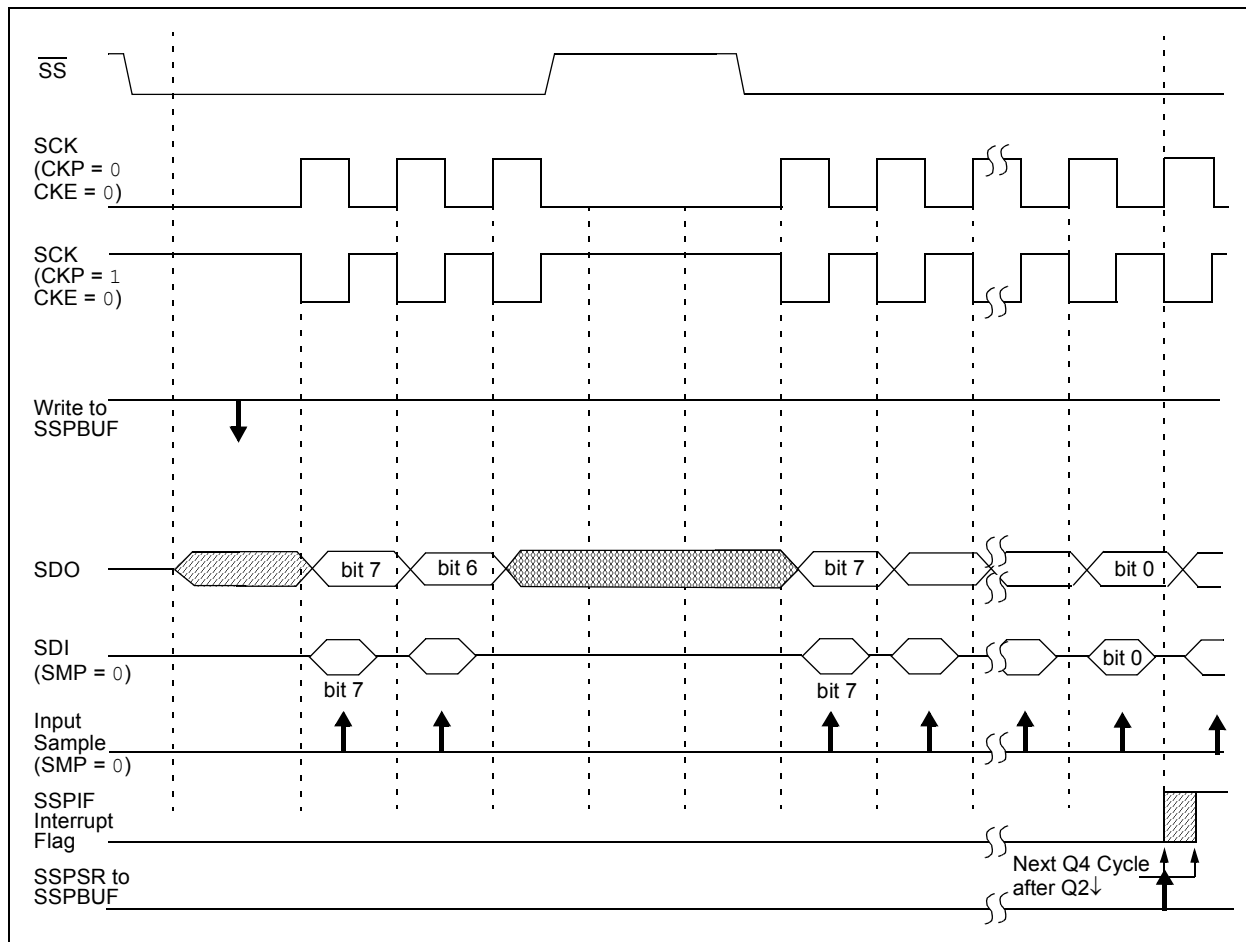 SS
SCK
(CKP = 0
CKE = 0)
SCK
(CKP = 1
CKE = 0)
Write to
SSPBUF
SDO
bit 7
bit 6
bit 7
bit 0
SDI
(SMP = 0)
bit 0
bit 7
bit 7
Input
Sample
(SMP = 0)
SSPIF
Interrupt
Flag
SSPSR to
SSPBUF
Next Q4 Cycle
after Q2↓